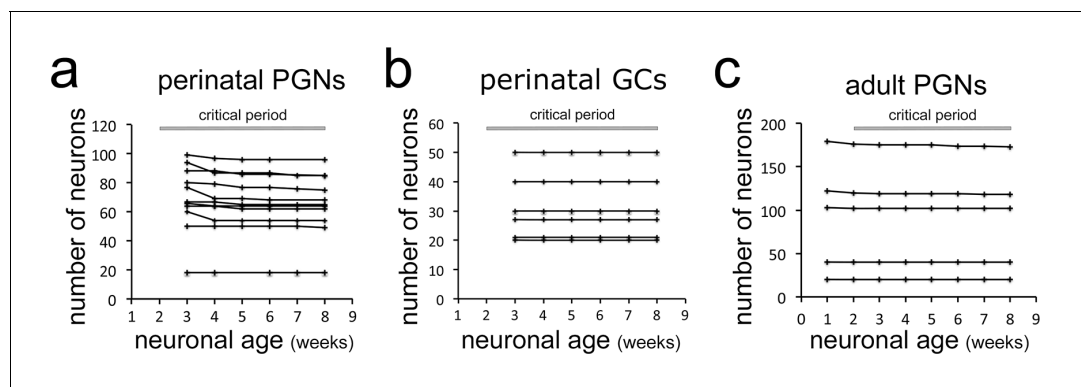 a
perinatal PGNs
critical period
number of neurons
120
100
80
60
40
20
0
1 2 3 4 5 6 7 8 9
neuronal age (weeks)
b
perinatal GCs
critical period
number of neurons
60
50
40
30
20
10
0
1 2 3 4 5 6 7 8 9
neuronal age (weeks)
c
adult PGNs
critical period
number of neurons
200
150
100
50
0
0 1 2 3 4 5 6 7 8 9
neuronal age (weeks)